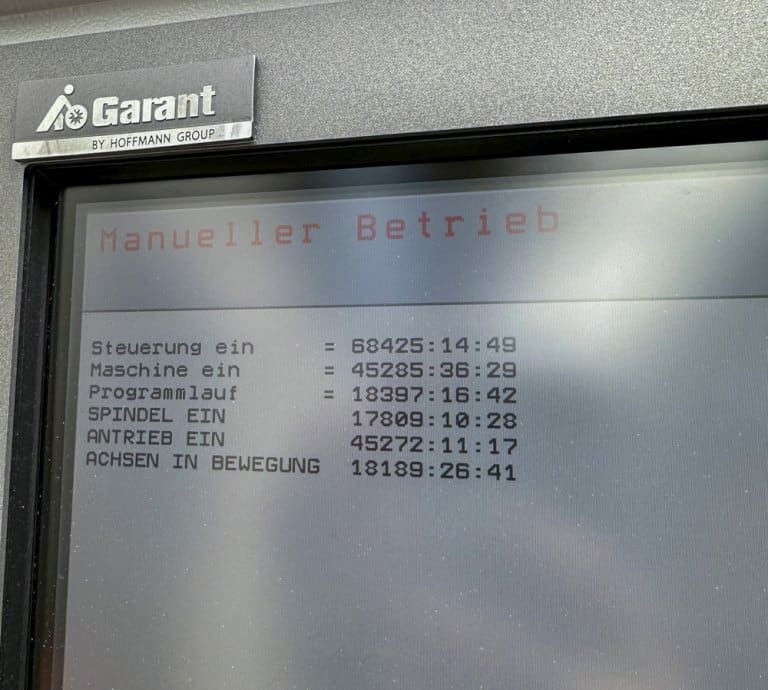 Garant
BY HOFFMANN GROUP
Manueller Betrieb
Steuerung ein = 68425:14:49
Maschine ein = 45285:36:29
Programmlauf = 18397:16:42
SPINDEL EIN 17809:10:28
ANTRIEB EIN 45272:11:17
ACHSEN IN BEWEGUNG 18189:26:41